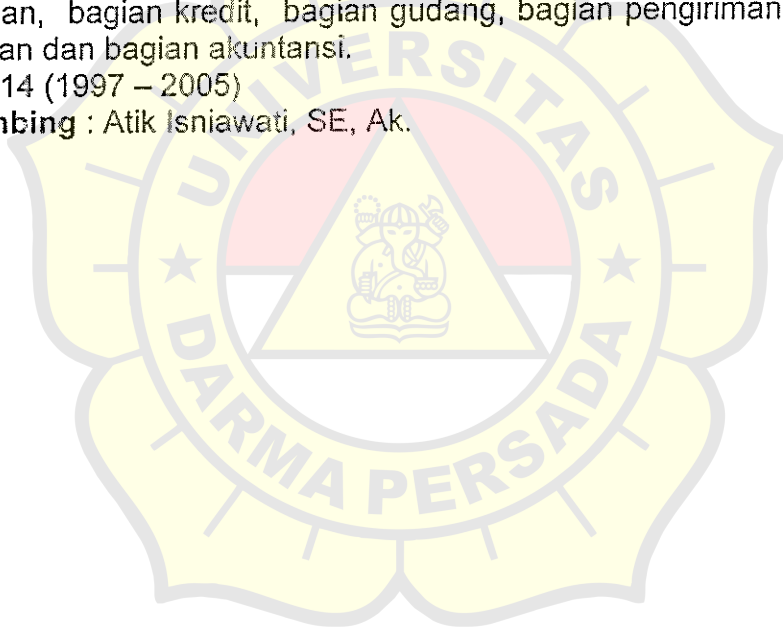 an, bagian kredit, bagian gudang, bagian pengiriman
an dan bagian akuntansi.
14 (1997 – 2005)
nbing : Atik Isniawati, SE, Ak.
UNIVERSITAS
DARMA PERSADA